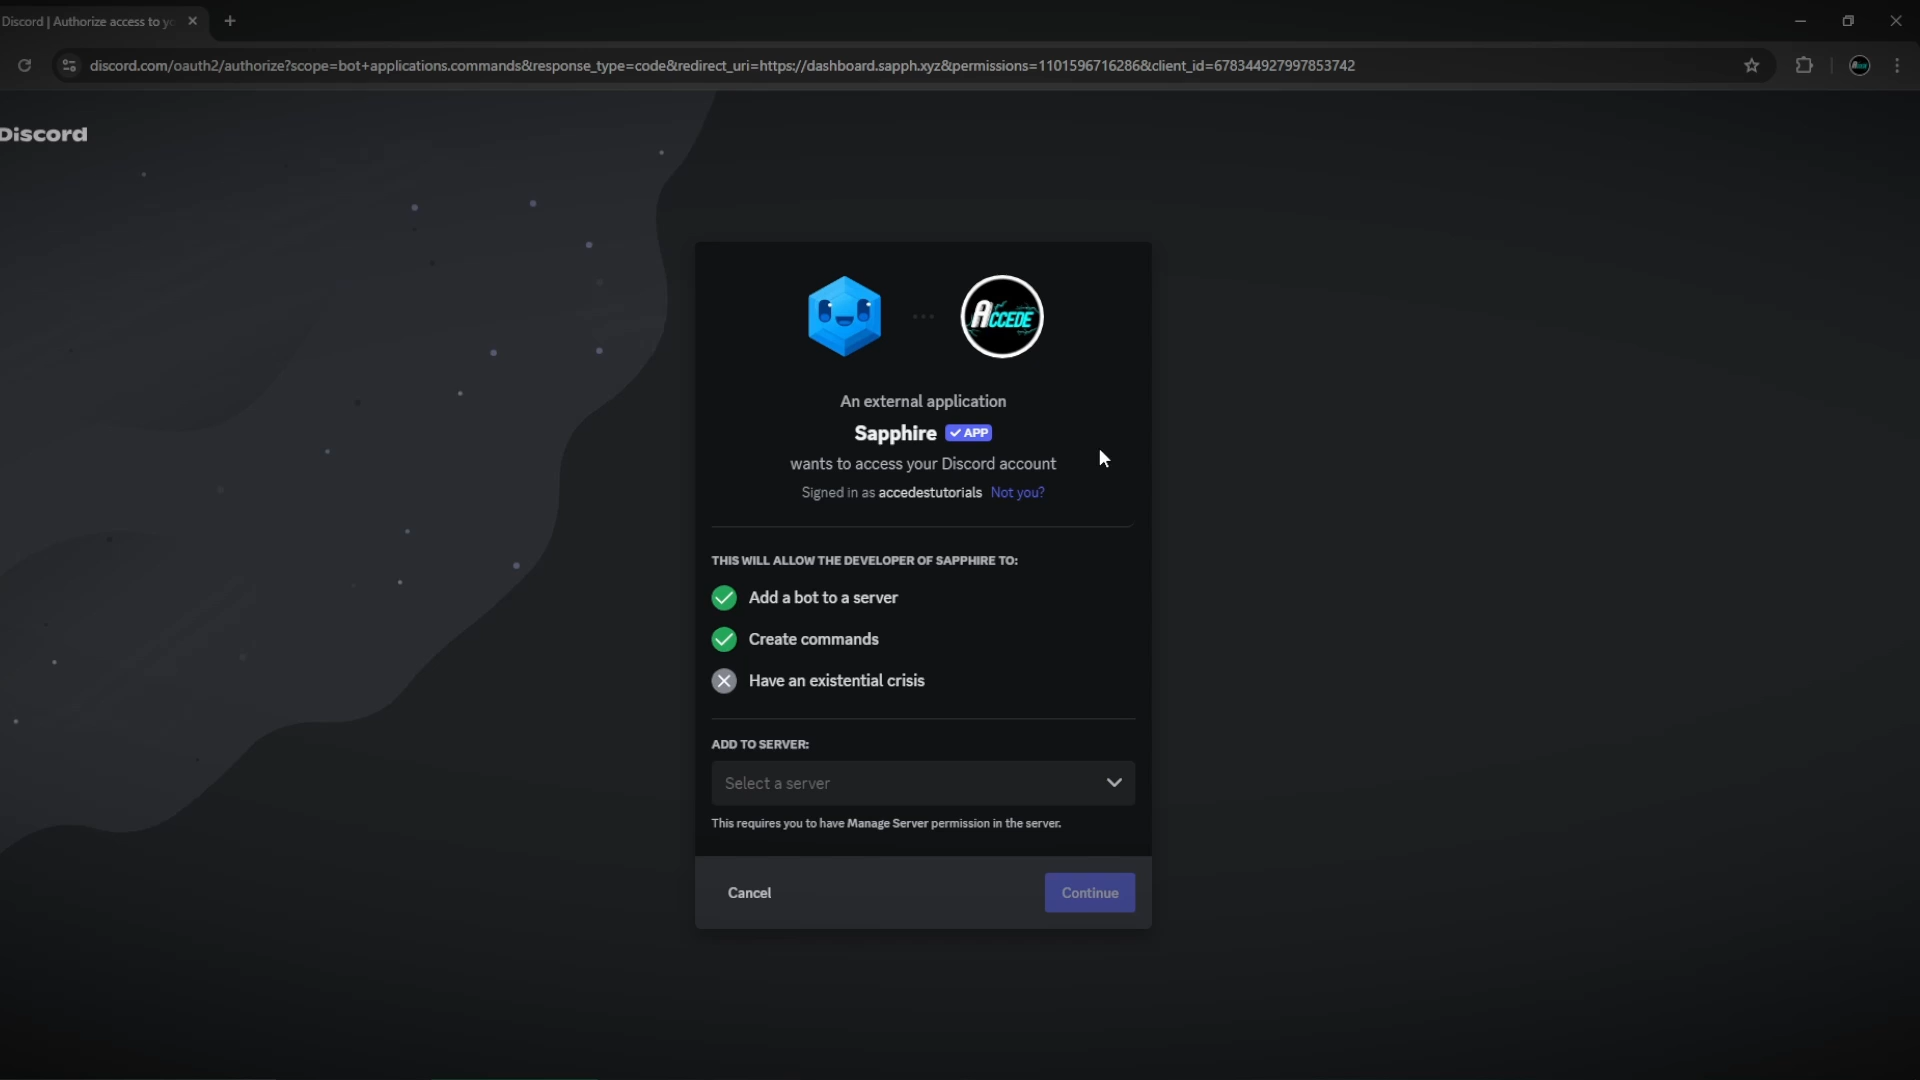 Discord | Authorize access to yo
discord.com/oauth2/authorize?scope=bot+applications.commands&response_type=code&redirect_uri=https://dashboard.sapph.xyz&permissions=1101596716286&client_id=678344927997853742
Discord
ACCEDE
An external application
Sapphire APP
wants to access your Discord account
Signed in as accedestutorials Not you?
THIS WILL ALLOW THE DEVELOPER OF SAPPHIRE TO:
Add a bot to a server
Create commands
Have an existential crisis
ADD TO SERVER:
Select a server
This requires you to have Manage Server permission in the server.
Cancel Continue